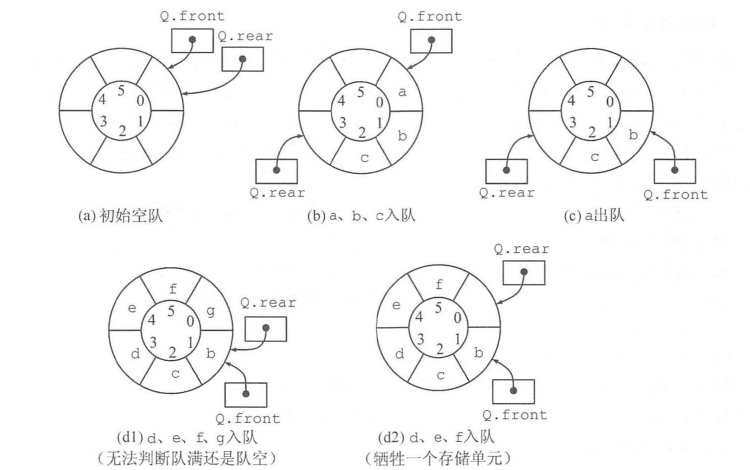 Q.front
Q.rear
4 5 0
3 2 1
(a) 初始空队
Q.front
a
4 5 0
3 2 1
b
c
Q.rear
(b) a、b、c入队
4 5 0
3 2 1
b
c
Q.rear
Q.front
(c) a出队
f
e
g
4 5 0
3 2 1
d
b
c
Q.rear
Q.front
(d1) d、e、f、g入队
(无法判断队满还是队空)
Q.rear
f
e
4 5 0
3 2 1
d
b
c
Q.front
(d2) d、e、f入队
(牺牲一个存储单元)